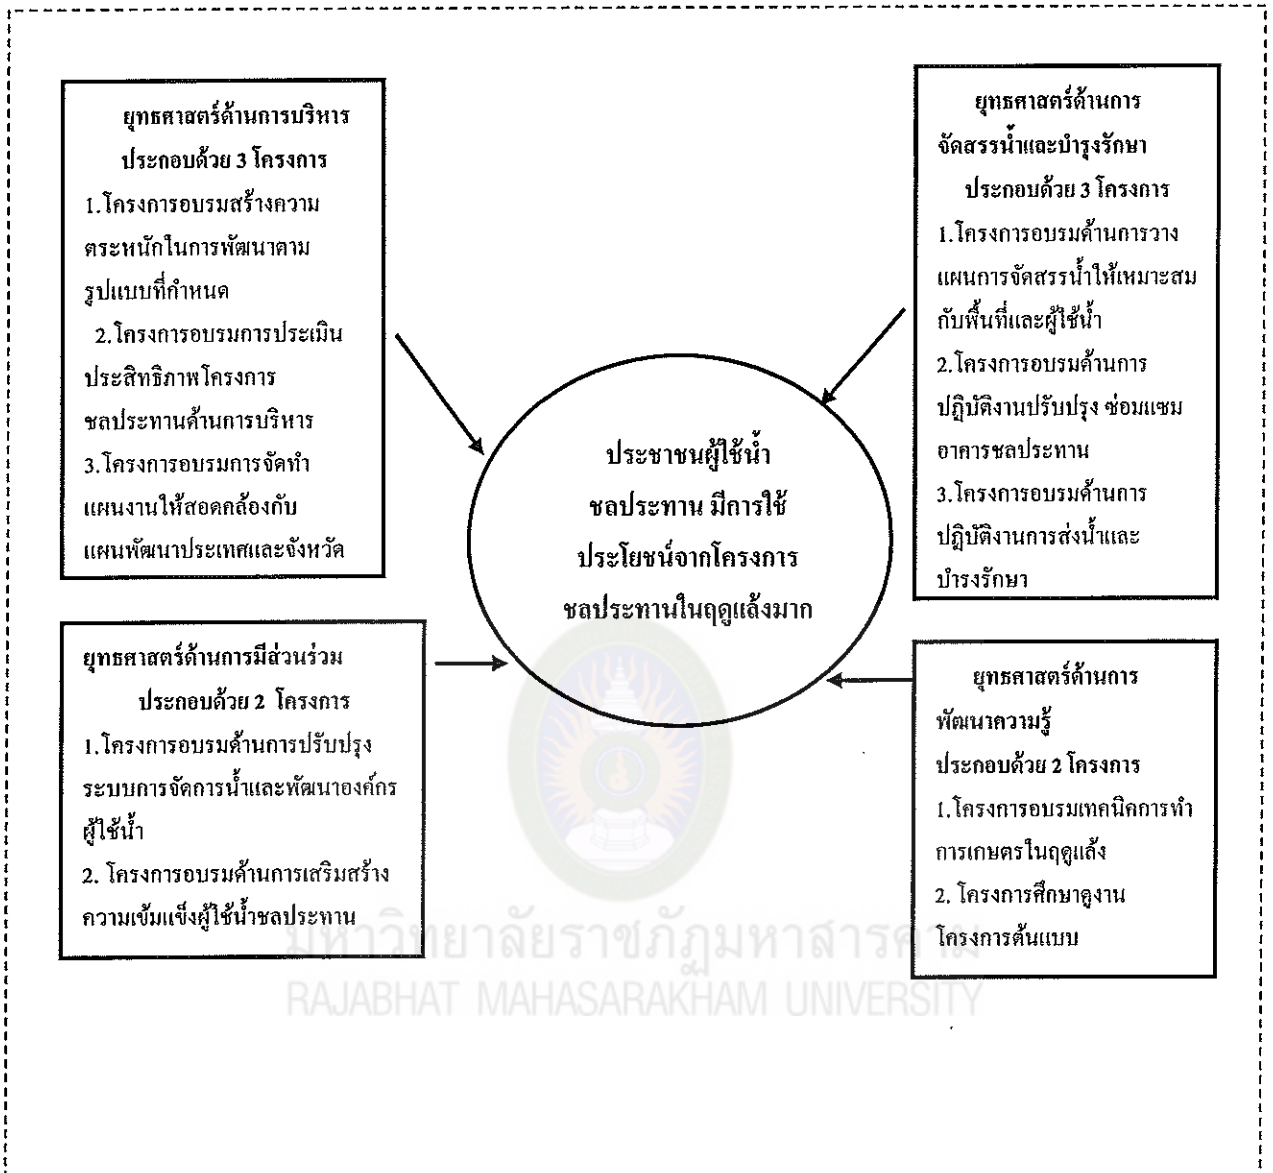 ยุทธศาสตร์ด้านการบริหาร
ประกอบด้วย 3 โครงการ
1.โครงการอบรมสร้างความ
ตระหนักในการพัฒนาตาม
รูปแบบที่กำหนด
2.โครงการอบรมการประเมิน
ประสิทธิภาพโครงการ
ชลประทานด้านการบริหาร
3.โครงการอบรมการจัดทำ
แผนงานให้สอดคล้องกับ
แผนพัฒนาประเทศและจังหวัด
ยุทธศาสตร์ด้านการมีส่วนร่วม
ประกอบด้วย 2 โครงการ
1.โครงการอบรมด้านการปรับปรุง
ระบบการจัดการน้ำและพัฒนาองค์กร
ผู้ใช้น้ำ
2. โครงการอบรมด้านการเสริมสร้าง
ความเข้มแข็งผู้ใช้น้ำชลประทาน
ประชาชนผู้ใช้น้ำ
ชลประทาน มีการใช้
ประโยชน์จากโครงการ
ชลประทานในฤดูแล้งมาก
ยุทธศาสตร์ด้านการ
จัดสรรน้ำและบำรุงรักษา
ประกอบด้วย 3 โครงการ
1.โครงการอบรมด้านการวาง
แผนการจัดสรรน้ำให้เหมาะสม
กับพื้นที่และผู้ใช้น้ำ
2.โครงการอบรมด้านการ
ปฏิบัติงานปรับปรุง ซ่อมแซม
อาคารชลประทาน
3.โครงการอบรมด้านการ
ปฏิบัติงานการส่งน้ำและ
บำรุงรักษา
ยุทธศาสตร์ด้านการ
พัฒนาความรู้
ประกอบด้วย 2 โครงการ
1.โครงการอบรมเทคนิคการทำ
การเกษตรในฤดูแล้ง
2. โครงการศึกษาดูงาน
โครงการต้นแบบ
มหาวิทยาลัยราชภัฏมหาสารคาม
RAJABHAT MAHASARAKHAM UNIVERSITY